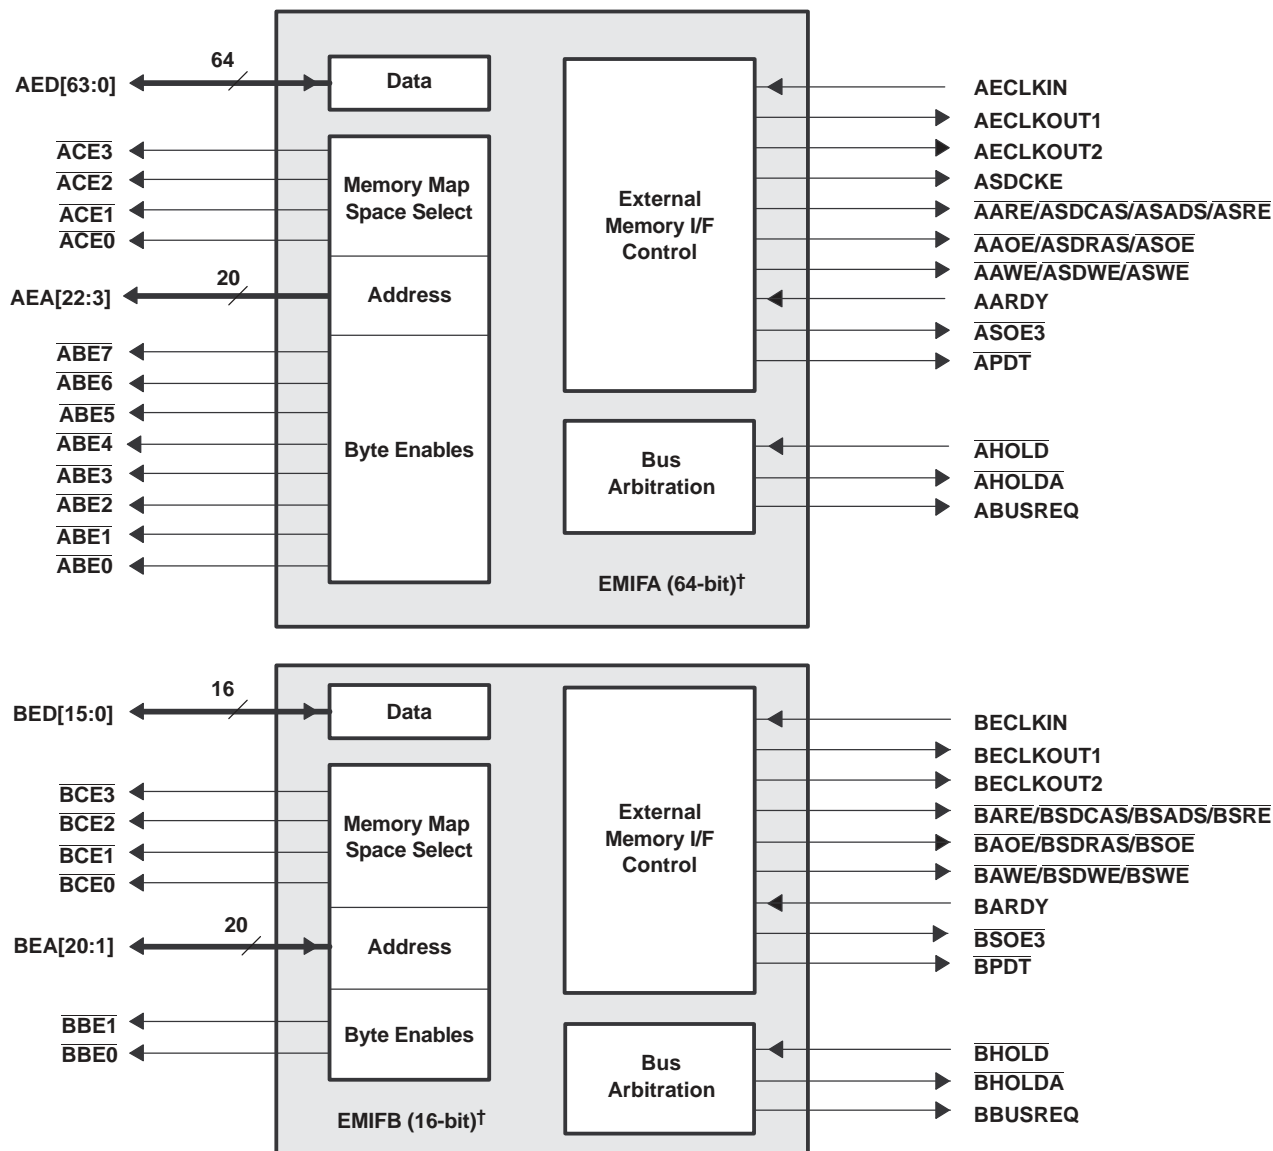 64
AED[63:0]
Data
ACE3
ACE2
ACE1
ACE0
Memory Map
Space Select
20
AEA[22:3]
Address
ABE7
ABE6
ABE5
ABE4
ABE3
ABE2
ABE1
ABE0
Byte Enables
External
Memory I/F
Control
AECLKIN
AECLKOUT1
AECLKOUT2
ASDCKE
AARE/ASDCAS/ASADS/ASRE
AAOE/ASDRAS/ASOE
AAWE/ASDWE/ASWE
AARDY
ASOE3
APDT
Bus
Arbitration
AHOLD
AHOLDA
ABUSREQ
EMIFA (64-bit)†
16
BED[15:0]
Data
BCE3
BCE2
BCE1
BCE0
Memory Map
Space Select
20
BEA[20:1]
Address
BBE1
BBE0
Byte Enables
External
Memory I/F
Control
BECLKIN
BECLKOUT1
BECLKOUT2
BARE/BSDCAS/BSADS/BSRE
BAOE/BSDRAS/BSOE
BAWE/BSDWE/BSWE
BARDY
BSOE3
BPDT
Bus
Arbitration
BHOLD
BHOLDA
BBUSREQ
EMIFB (16-bit)†